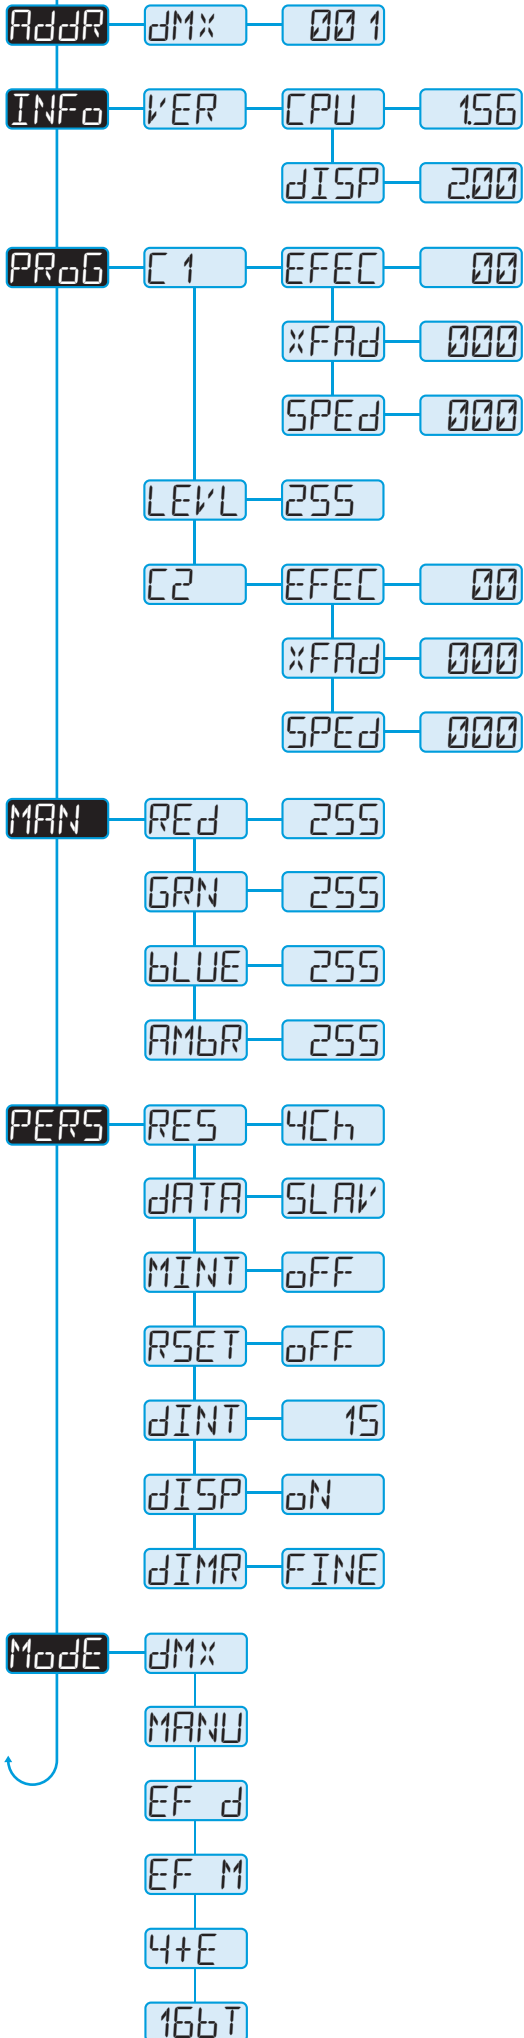 AddR dMX 001
INFo VER CPU 1.56
dISP 2.00
PRoG C1 EFEC 00
XFAd 000
SPEd 000
LEVL 255
C2 EFEC 00
XFAd 000
SPEd 000
MAN REd 255
GRN 255
bLUE 255
AMbR 255
PERS RES 4Ch
dATA SLAV
MINT oFF
RSET oFF
dINT 15
dISP oN
dIMR FINE
ModE dMX
MANU
EF d
EF M
4+E
16bT